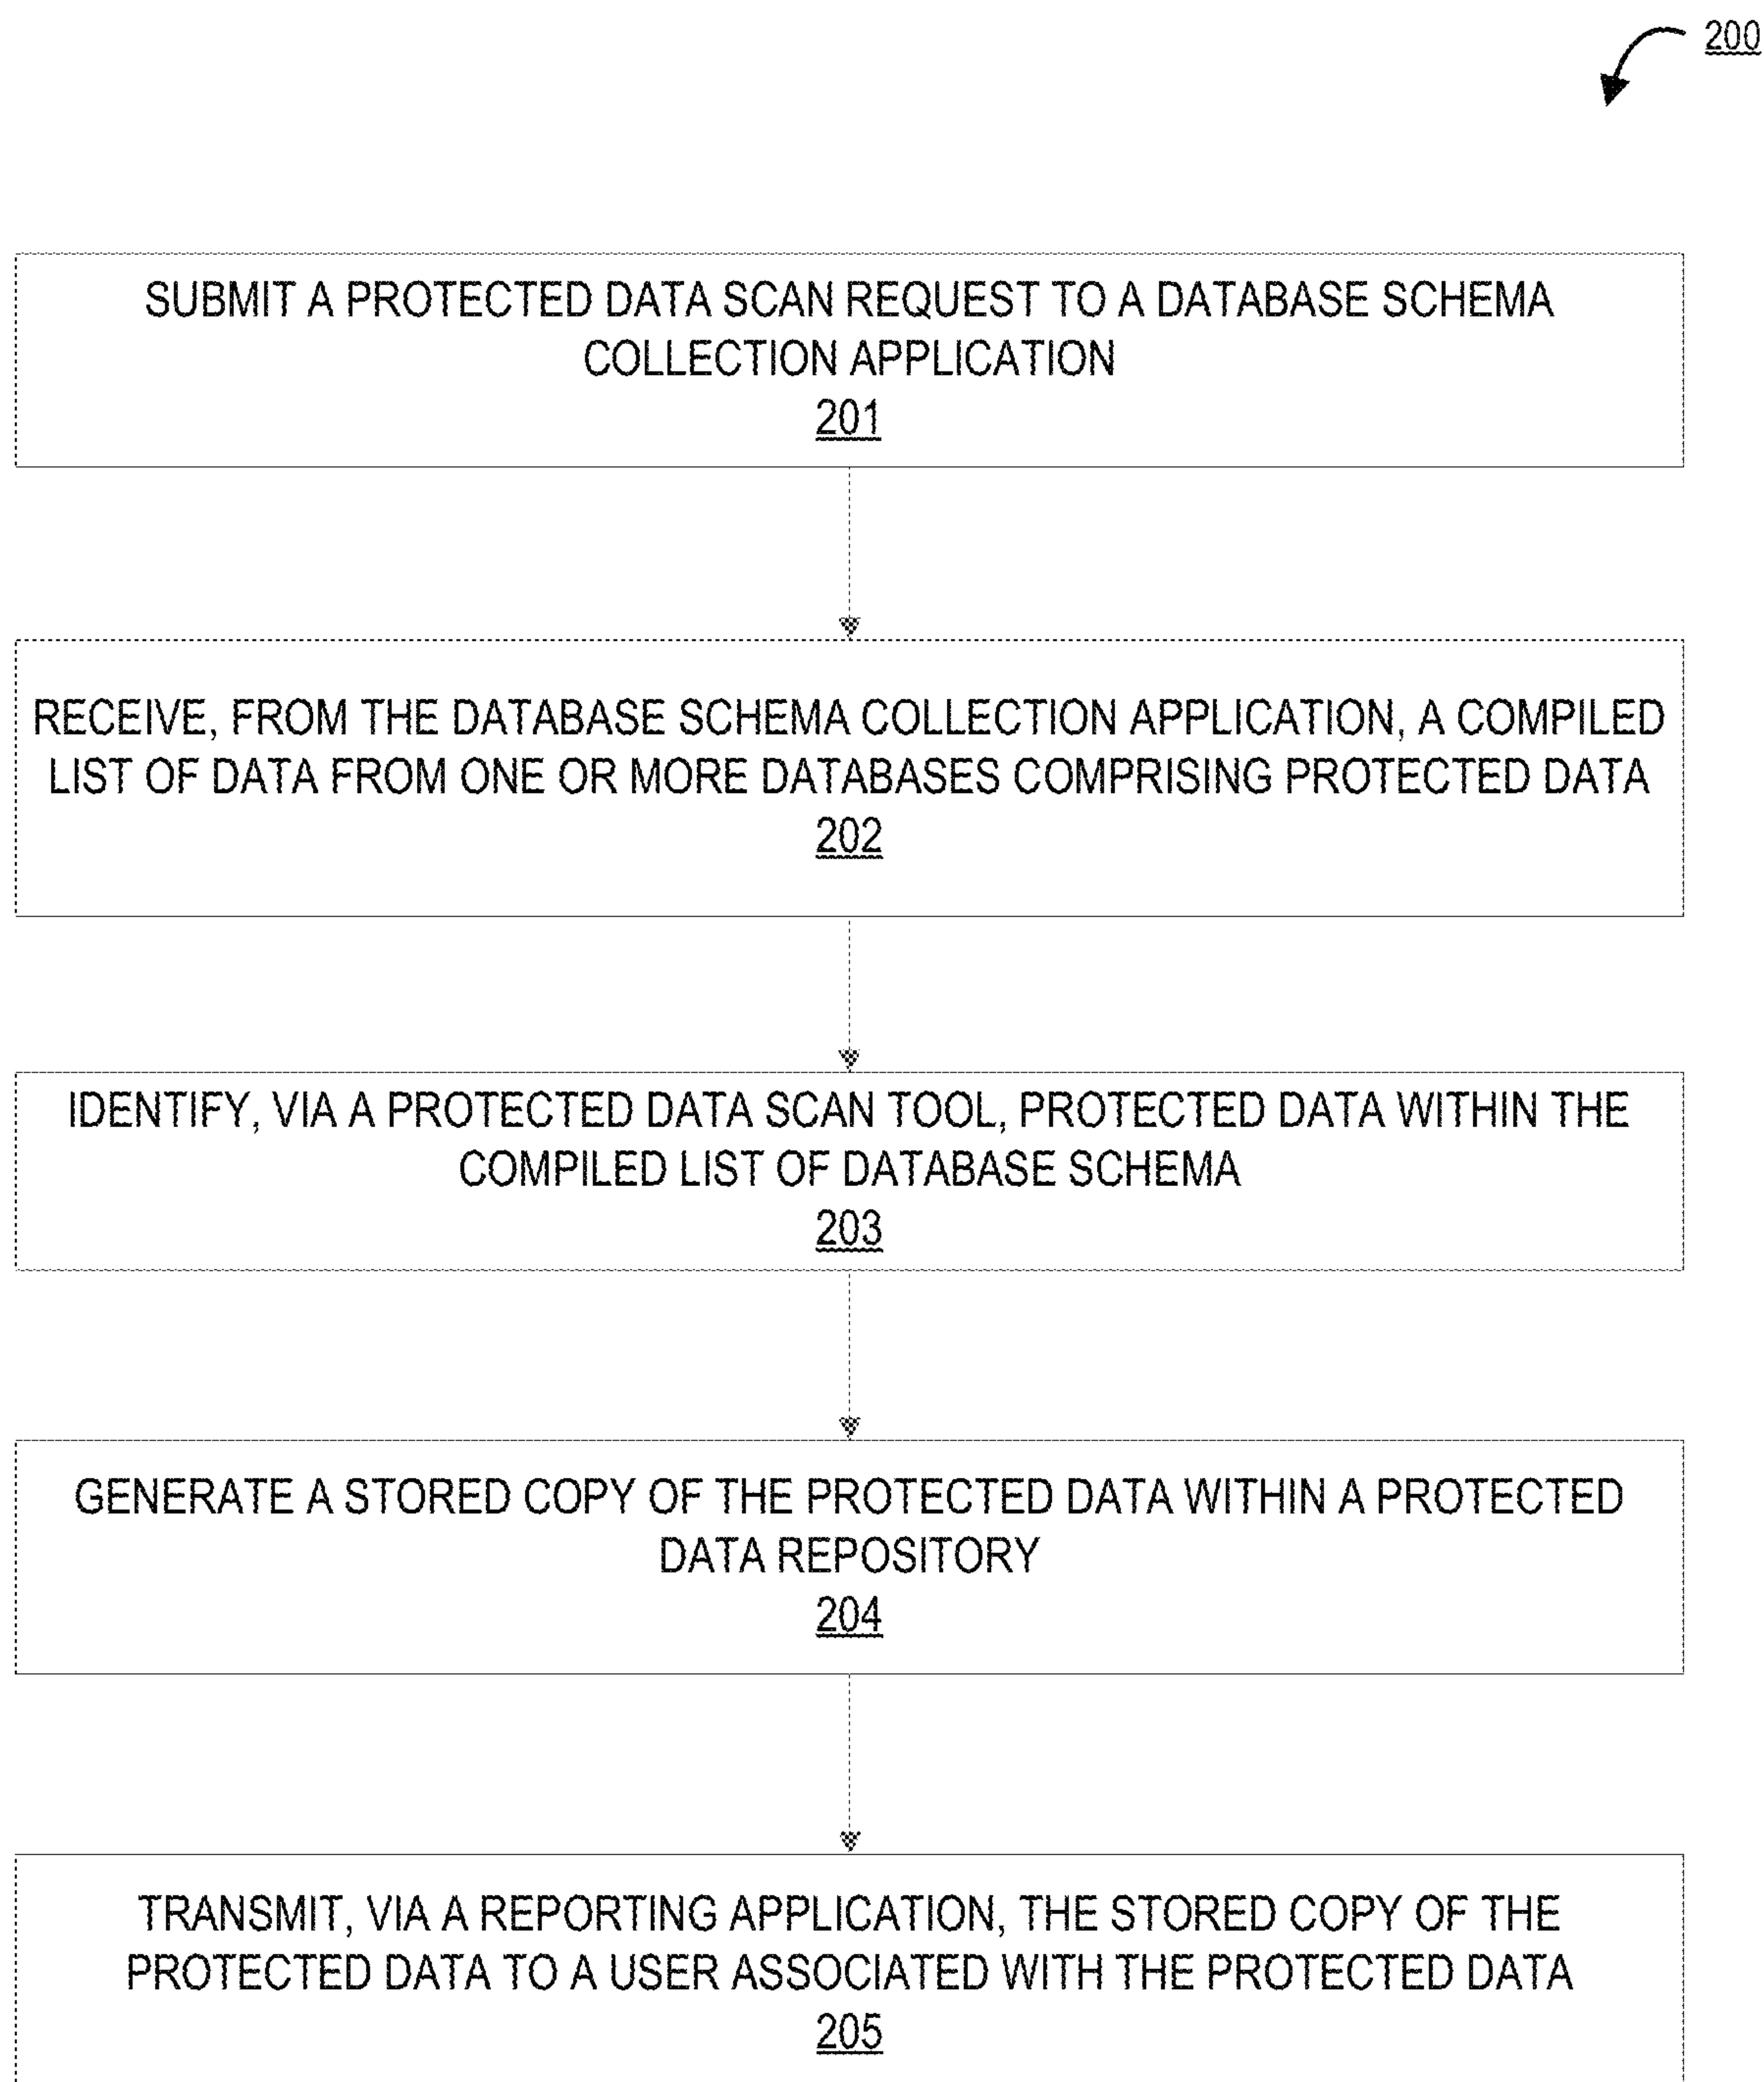 200
SUBMIT A PROTECTED DATA SCAN REQUEST TO A DATABASE SCHEMA
COLLECTION APPLICATION
201
RECEIVE, FROM THE DATABASE SCHEMA COLLECTION APPLICATION, A COMPILED
LIST OF DATA FROM ONE OR MORE DATABASES COMPRISING PROTECTED DATA
202
IDENTIFY, VIA A PROTECTED DATA SCAN TOOL, PROTECTED DATA WITHIN THE
COMPILED LIST OF DATABASE SCHEMA
203
GENERATE A STORED COPY OF THE PROTECTED DATA WITHIN A PROTECTED
DATA REPOSITORY
204
TRANSMIT, VIA A REPORTING APPLICATION, THE STORED COPY OF THE
PROTECTED DATA TO A USER ASSOCIATED WITH THE PROTECTED DATA
205